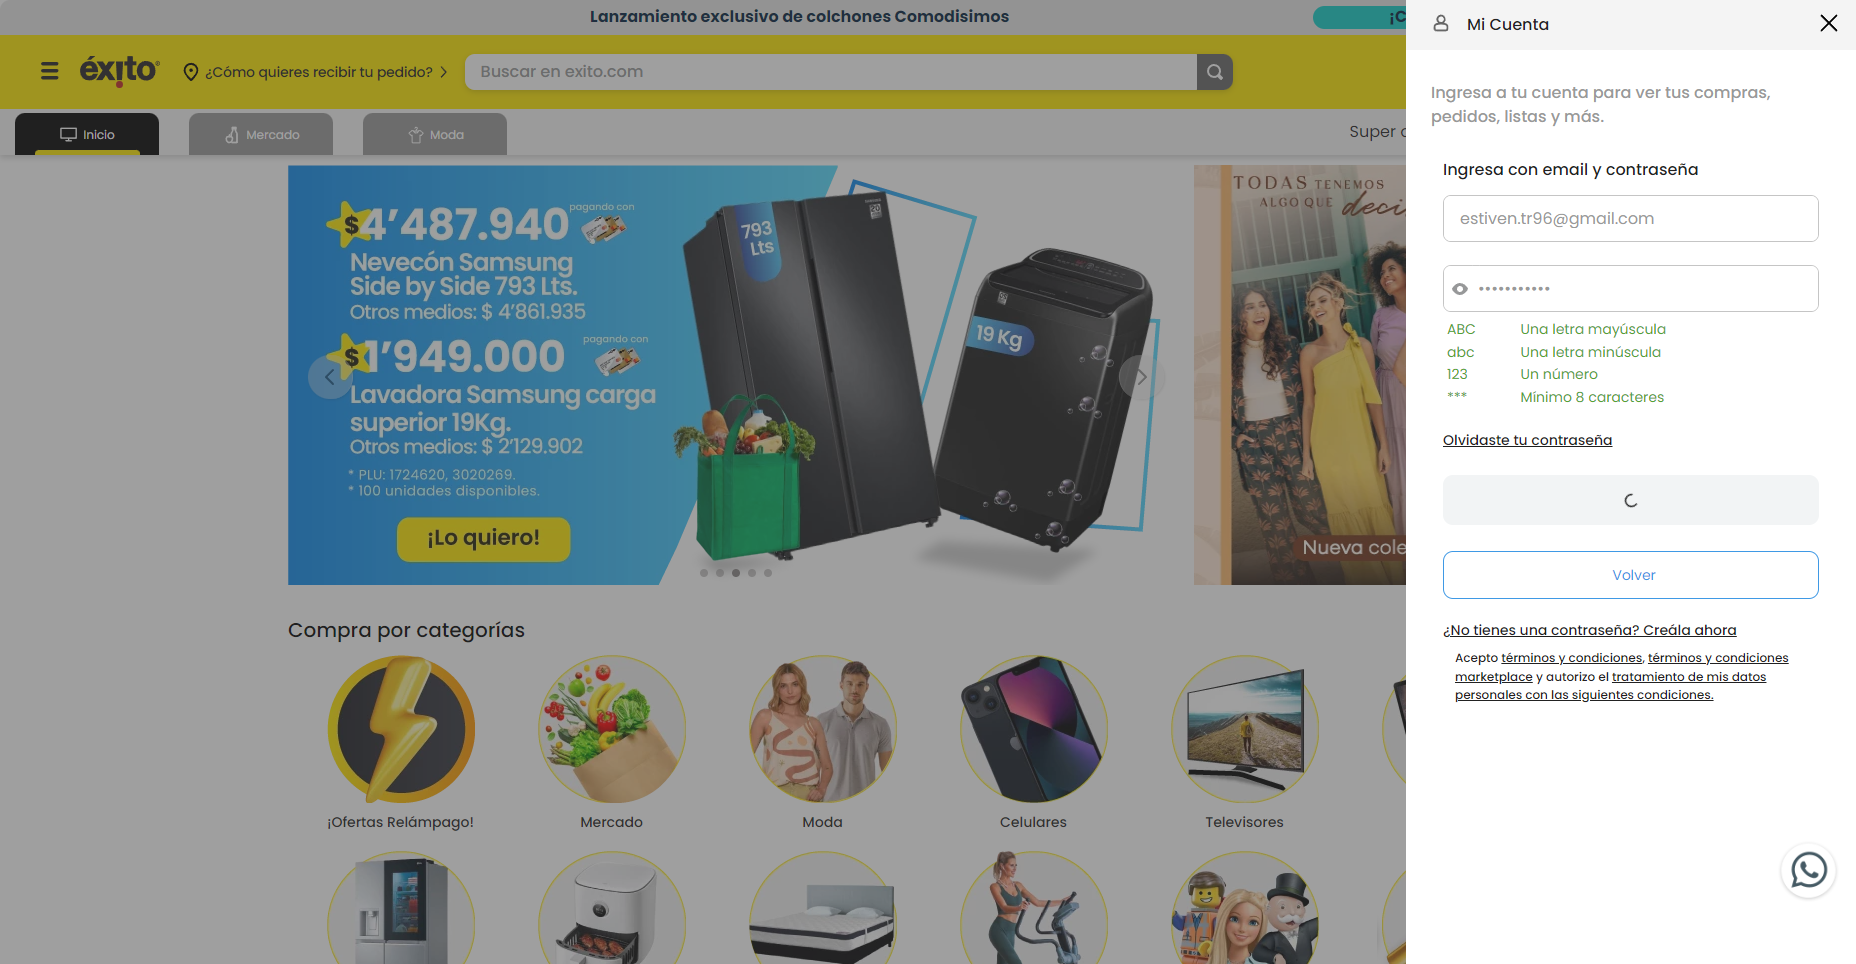 Lanzamiento exclusivo de colchones Comodisimos
¡C
éxito
¿Cómo quieres recibir tu pedido?
Buscar en exito.com
Inicio
Mercado
Moda
Super
$4'487.940
pagando con
Nevecón Samsung
Side by Side 793 Lts.
Otros medios: $ 4'861.935
$1'949.000
pagando con
Lavadora Samsung carga
superior 19Kg.
Otros medios: $ 2'129.902
* PLU: 1724620, 3020269.
* 100 unidades disponibles.
¡Lo quiero!
793
Lts
19 Kg
TODAS TENEMOS
ALGO QUE
deci
Nueva cole
Compra por categorías
¡Ofertas Relámpago!
Mercado
Moda
Celulares
Televisores
Mi Cuenta
Ingresa a tu cuenta para ver tus compras,
pedidos, listas y más.
Ingresa con email y contraseña
estiven.tr96@gmail.com
•••••••••••
ABC Una letra mayúscula
abc Una letra minúscula
123 Un número
*** Mínimo 8 caracteres
Olvidaste tu contraseña
Volver
¿No tienes una contraseña? Creála ahora
Acepto términos y condiciones, términos y condiciones
marketplace y autorizo el tratamiento de mis datos
personales con las siguientes condiciones.